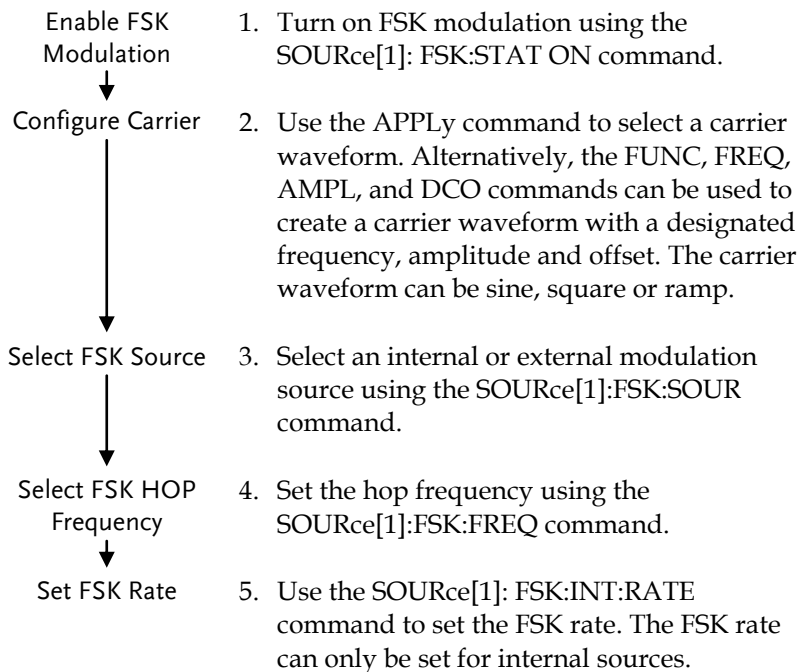 Enable FSK
Modulation
1. Turn on FSK modulation using the
SOURce[1]: FSK:STAT ON command.
Configure Carrier
2. Use the APPLy command to select a carrier
waveform. Alternatively, the FUNC, FREQ,
AMPL, and DCO commands can be used to
create a carrier waveform with a designated
frequency, amplitude and offset. The carrier
waveform can be sine, square or ramp.
Select FSK Source
3. Select an internal or external modulation
source using the SOURce[1]:FSK:SOUR
command.
Select FSK HOP
Frequency
4. Set the hop frequency using the
SOURce[1]:FSK:FREQ command.
Set FSK Rate
5. Use the SOURce[1]: FSK:INT:RATE
command to set the FSK rate. The FSK rate
can only be set for internal sources.